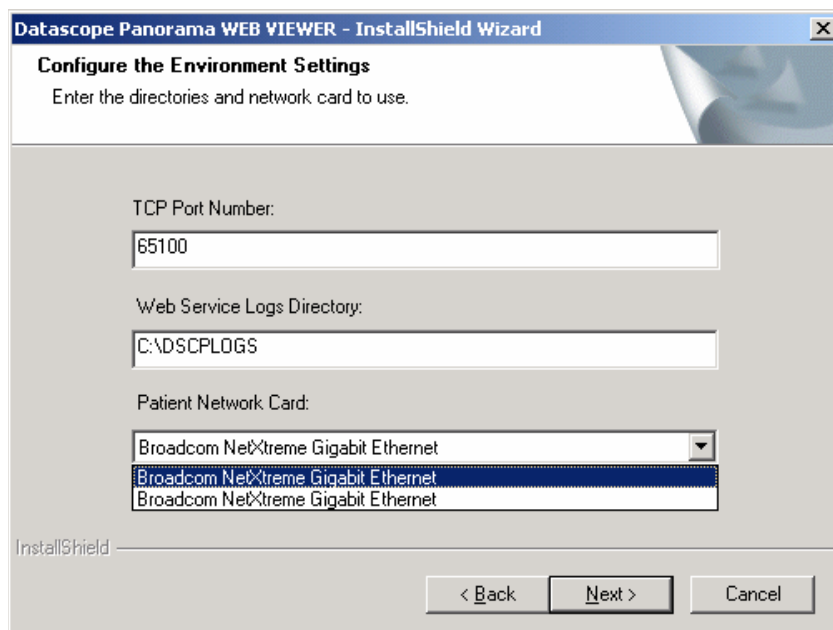 Datascope Panorama WEB VIEWER - InstallShield Wizard
Configure the Environment Settings
Enter the directories and network card to use.
TCP Port Number:
65100
Web Service Logs Directory:
C:\DSCPLOGS
Patient Network Card:
Broadcom NetXtreme Gigabit Ethernet
Broadcom NetXtreme Gigabit Ethernet
Broadcom NetXtreme Gigabit Ethernet
InstallShield
< Back
Next >
Cancel